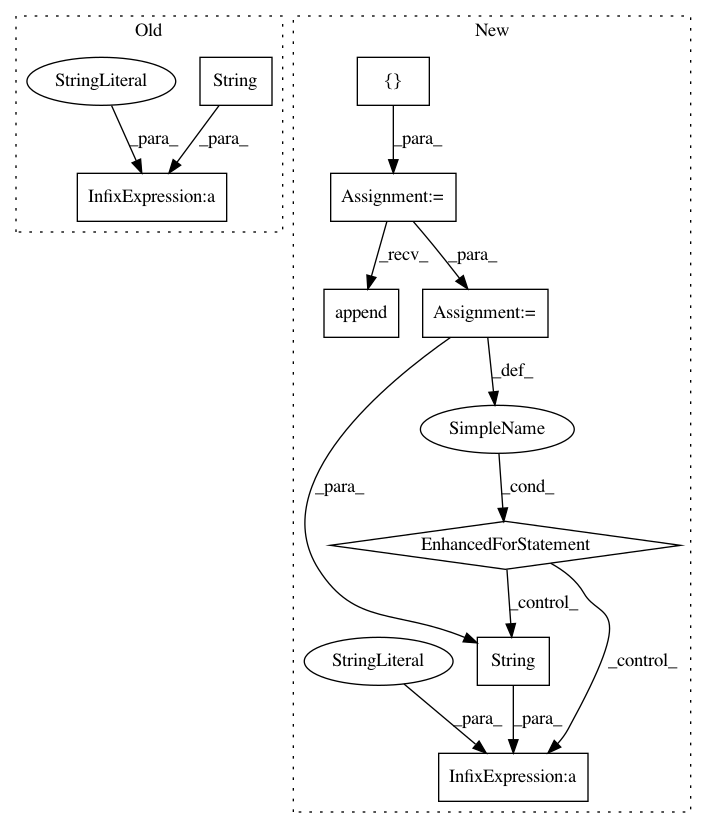 Old
New
StringLiteral
String
{}
_para_
_para_
_para_
InfixExpression:a
Assignment:=
_recv_
_para_
append
Assignment:=
_def_
SimpleName
_para_
_cond_
EnhancedForStatement
_control_
StringLiteral
String
_control_
_para_
_para_
InfixExpression:a